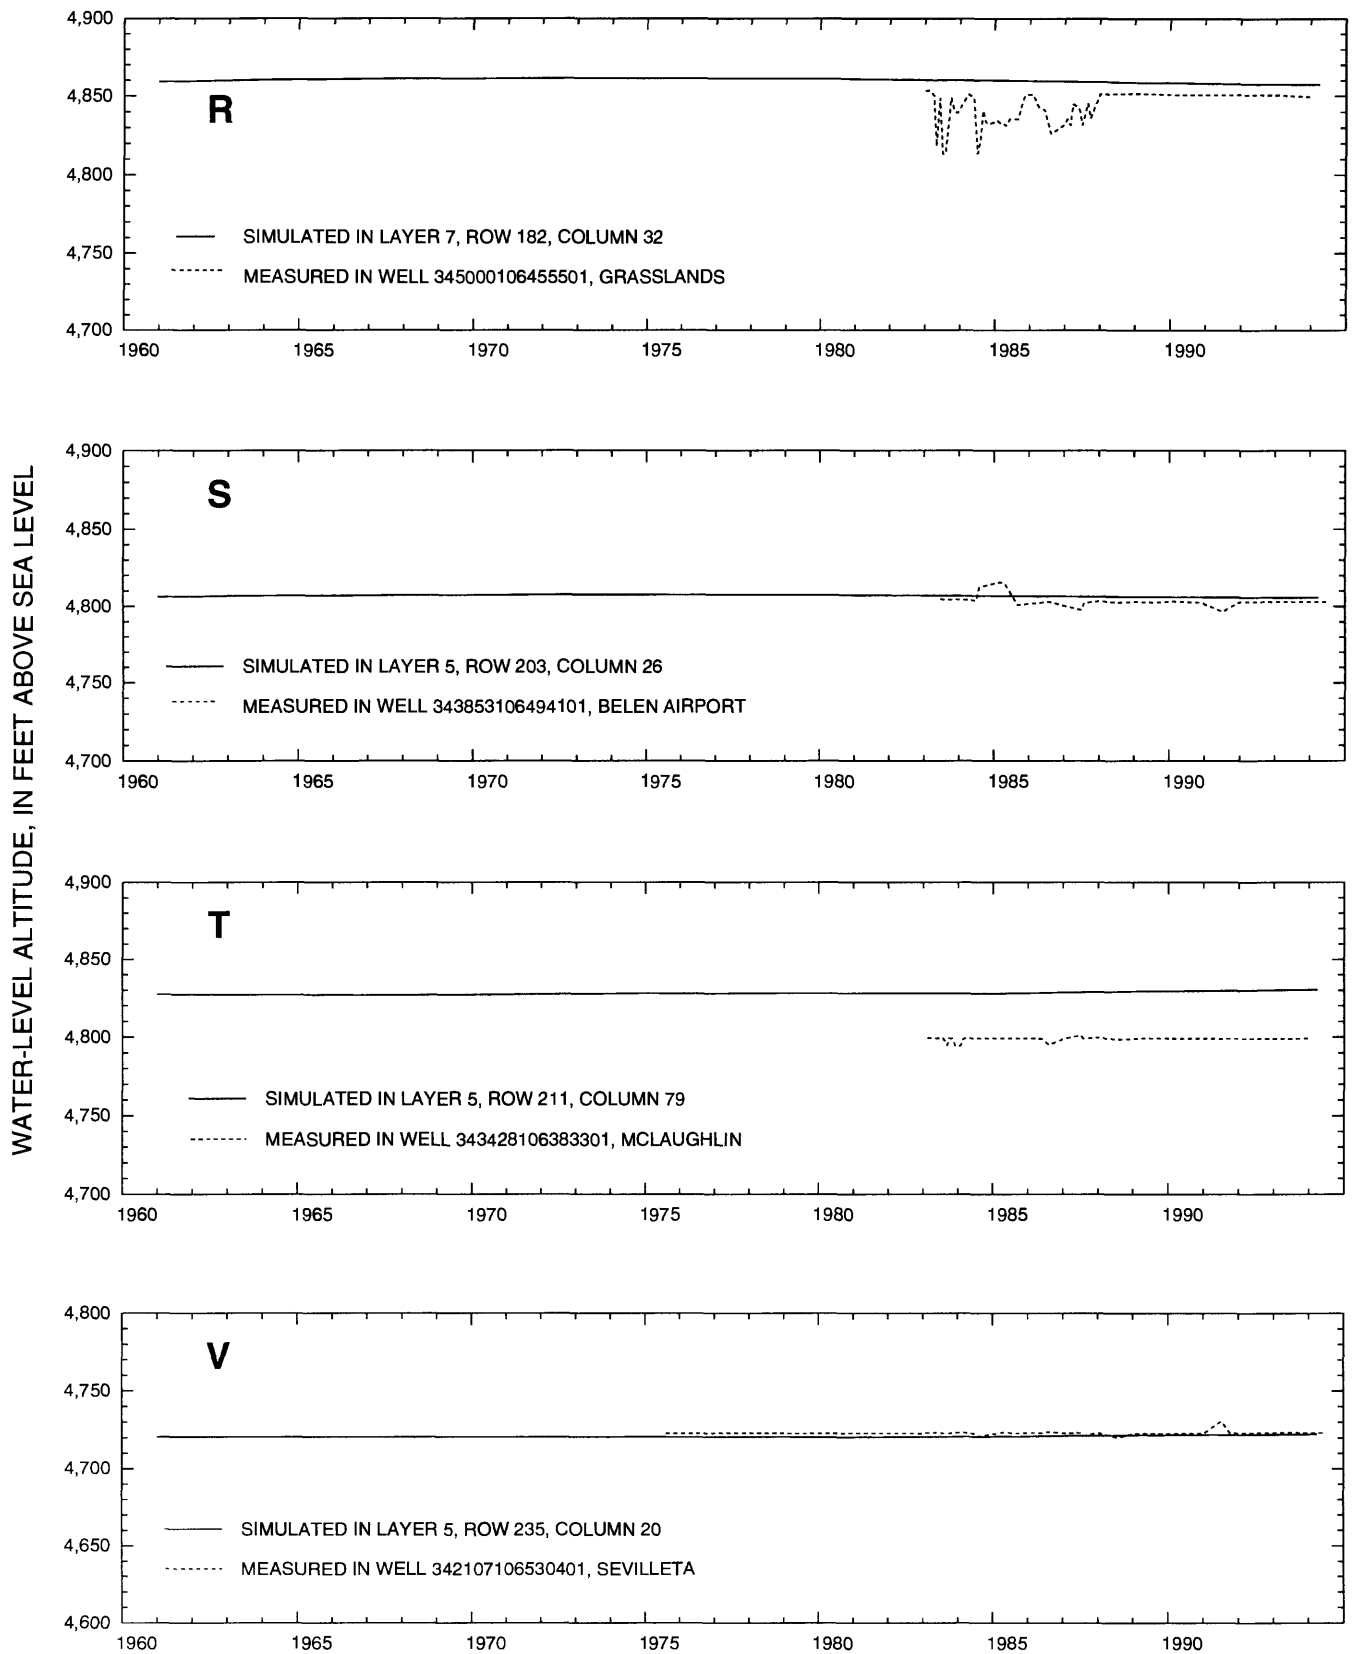 WATER-LEVEL ALTITUDE, IN FEET ABOVE SEA LEVEL
4,900
R
4,850
4,800
SIMULATED IN LAYER 7, ROW 182, COLUMN 32
4,750
MEASURED IN WELL 345000106455501, GRASSLANDS
4,700
1960 1965 1970 1975 1980 1985 1990
4,900
S
4,850
4,800
SIMULATED IN LAYER 5, ROW 203, COLUMN 26
4,750
MEASURED IN WELL 343853106494101, BELEN AIRPORT
4,700
1960 1965 1970 1975 1980 1985 1990
4,900
T
4,850
4,800
SIMULATED IN LAYER 5, ROW 211, COLUMN 79
4,750
MEASURED IN WELL 343428106383301, MCLAUGHLIN
4,700
1960 1965 1970 1975 1980 1985 1990
4,800
V
4,750
4,700
SIMULATED IN LAYER 5, ROW 235, COLUMN 20
4,650
MEASURED IN WELL 342107106530401, SEVILLETA
4,600
1960 1965 1970 1975 1980 1985 1990